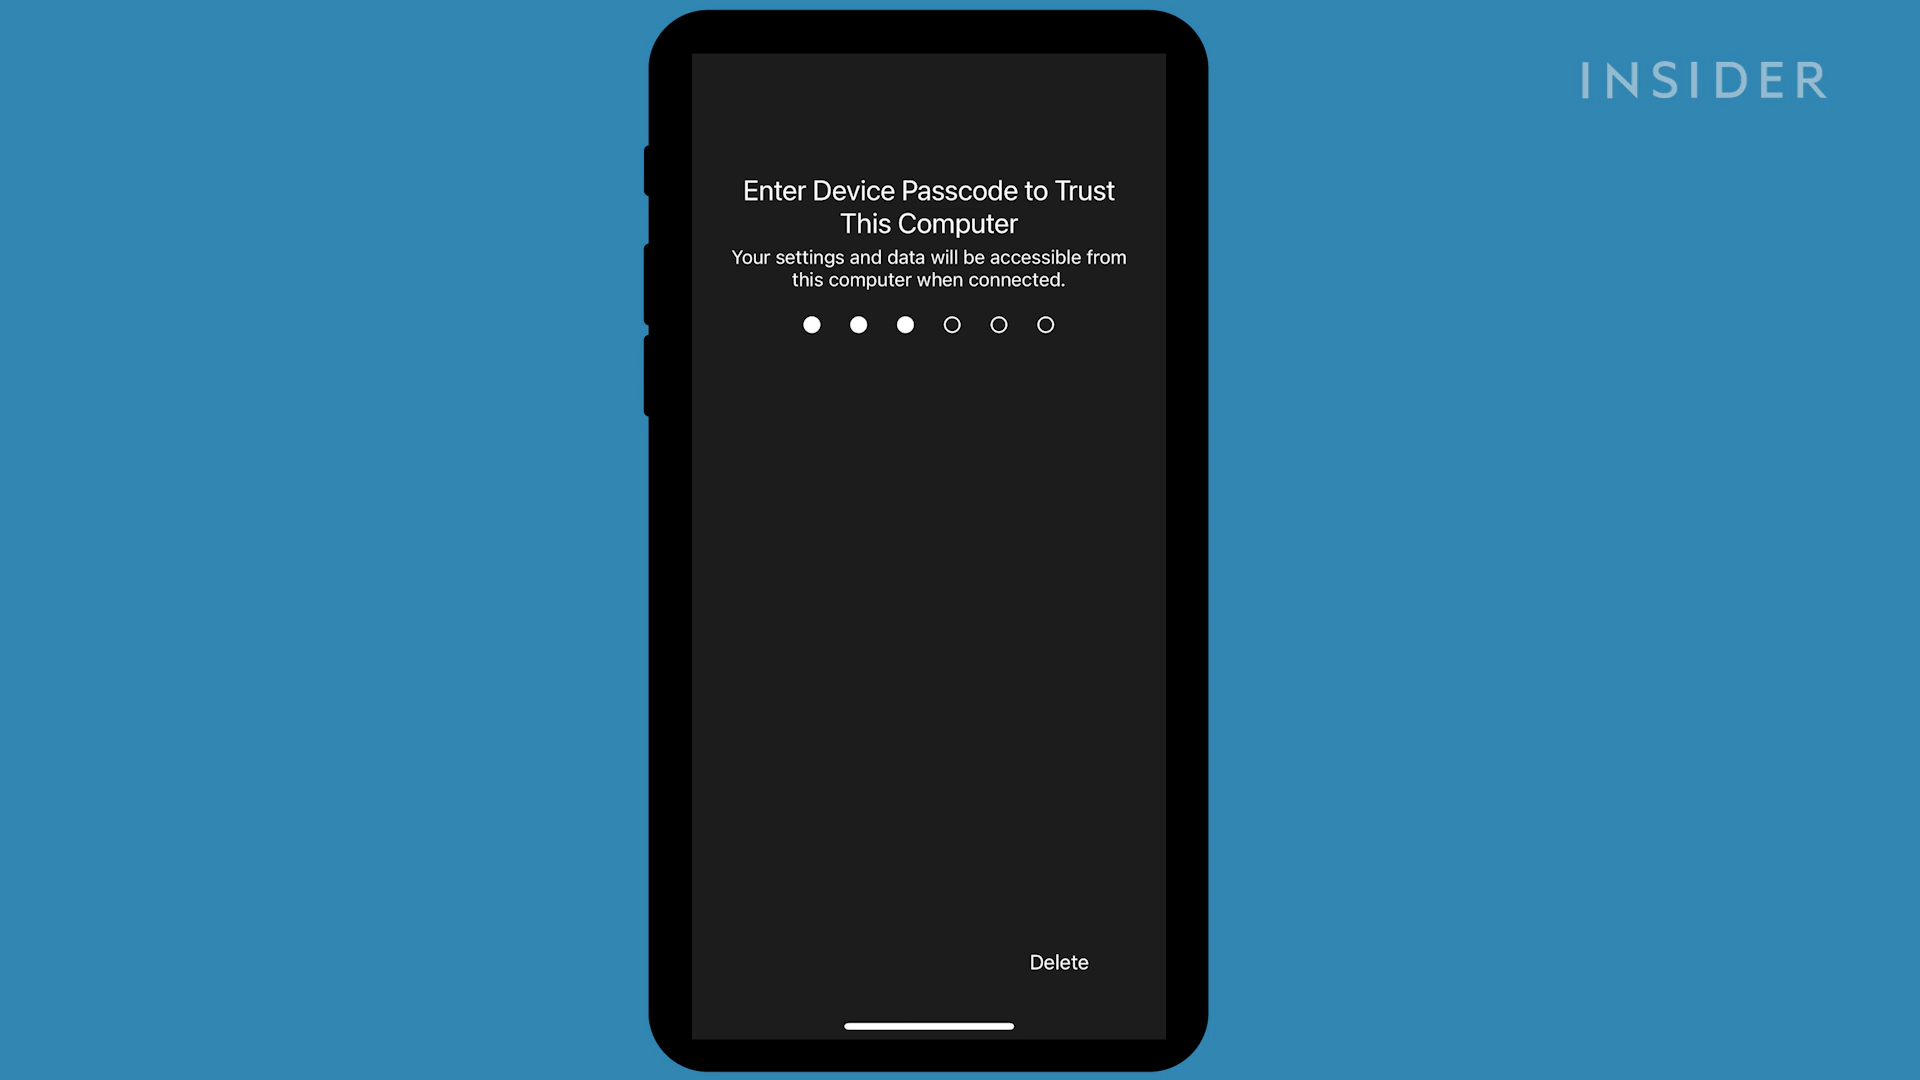 INSIDER
Enter Device Passcode to Trust
This Computer
Your settings and data will be accessible from
this computer when connected.
Delete